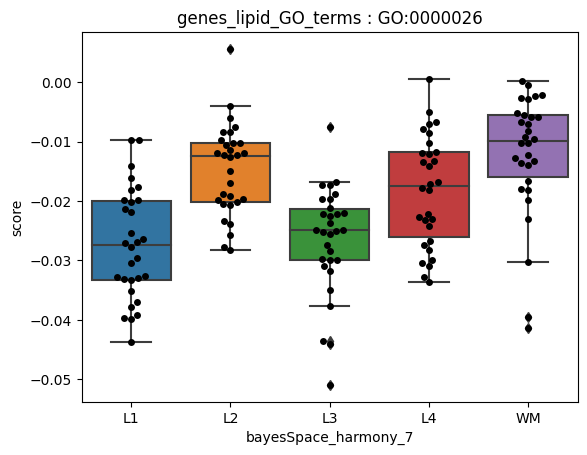 genes_lipid_GO_terms : GO:0000026
0.00
−0.01
−0.02
−0.03
−0.04
−0.05
score
L1 L2 L3 L4 WM
bayesSpace_harmony_7